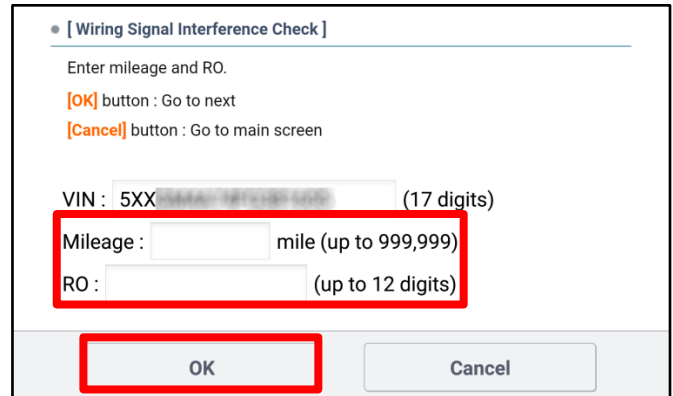 [ Wiring Signal Interference Check ]
Enter mileage and RO.
[OK] button : Go to next
[Cancel] button : Go to main screen
VIN : 5XX (17 digits)
Mileage : mile (up to 999,999)
RO : (up to 12 digits)
OK Cancel